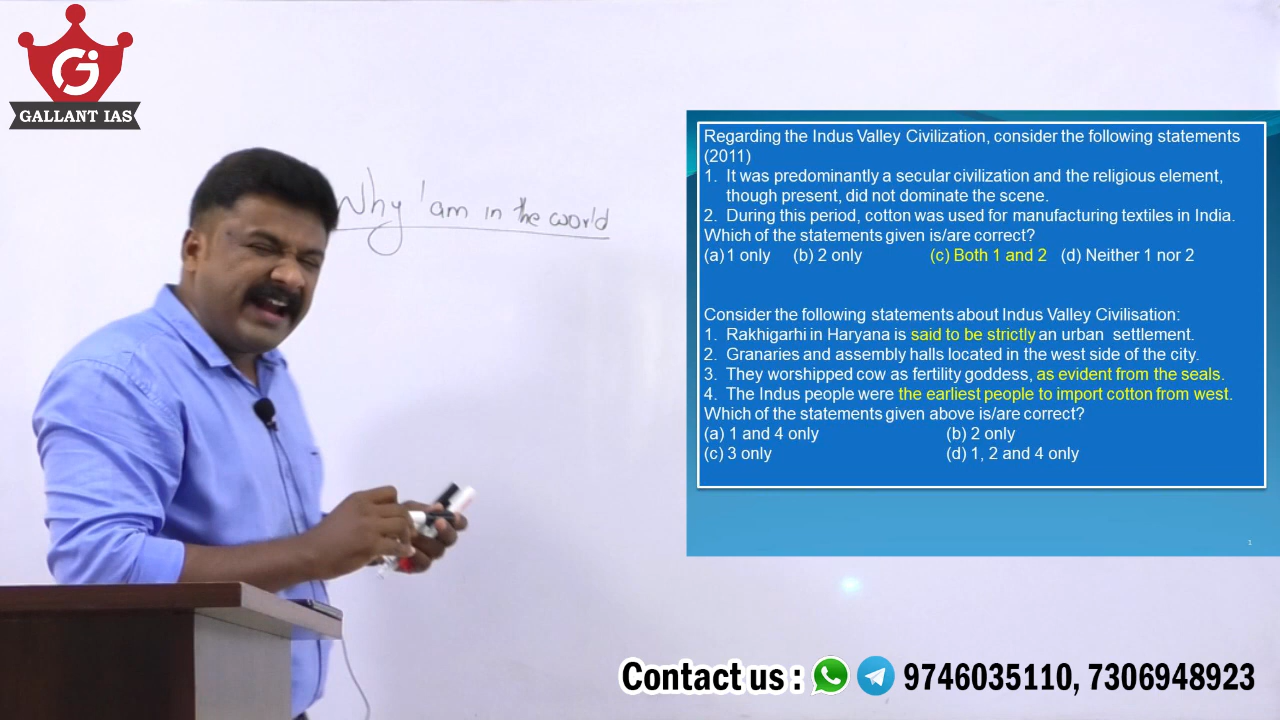 GALLANT IAS
Why I am in the world
Regarding the Indus Valley Civilization, consider the following statements
(2011)
1. It was predominantly a secular civilization and the religious element,
though present, did not dominate the scene.
2. During this period, cotton was used for manufacturing textiles in India.
Which of the statements given is/are correct?
(a) 1 only (b) 2 only (c) Both 1 and 2 (d) Neither 1 nor 2
Consider the following statements about Indus Valley Civilisation:
1. Rakhigarhi in Haryana is said to be strictly an urban settlement.
2. Granaries and assembly halls located in the west side of the city.
3. They worshipped cow as fertility goddess, as evident from the seals.
4. The Indus people were the earliest people to import cotton from west.
Which of the statements given above is/are correct?
(a) 1 and 4 only (b) 2 only
(c) 3 only (d) 1, 2 and 4 only
1
Contact us : 9746035110, 7306948923